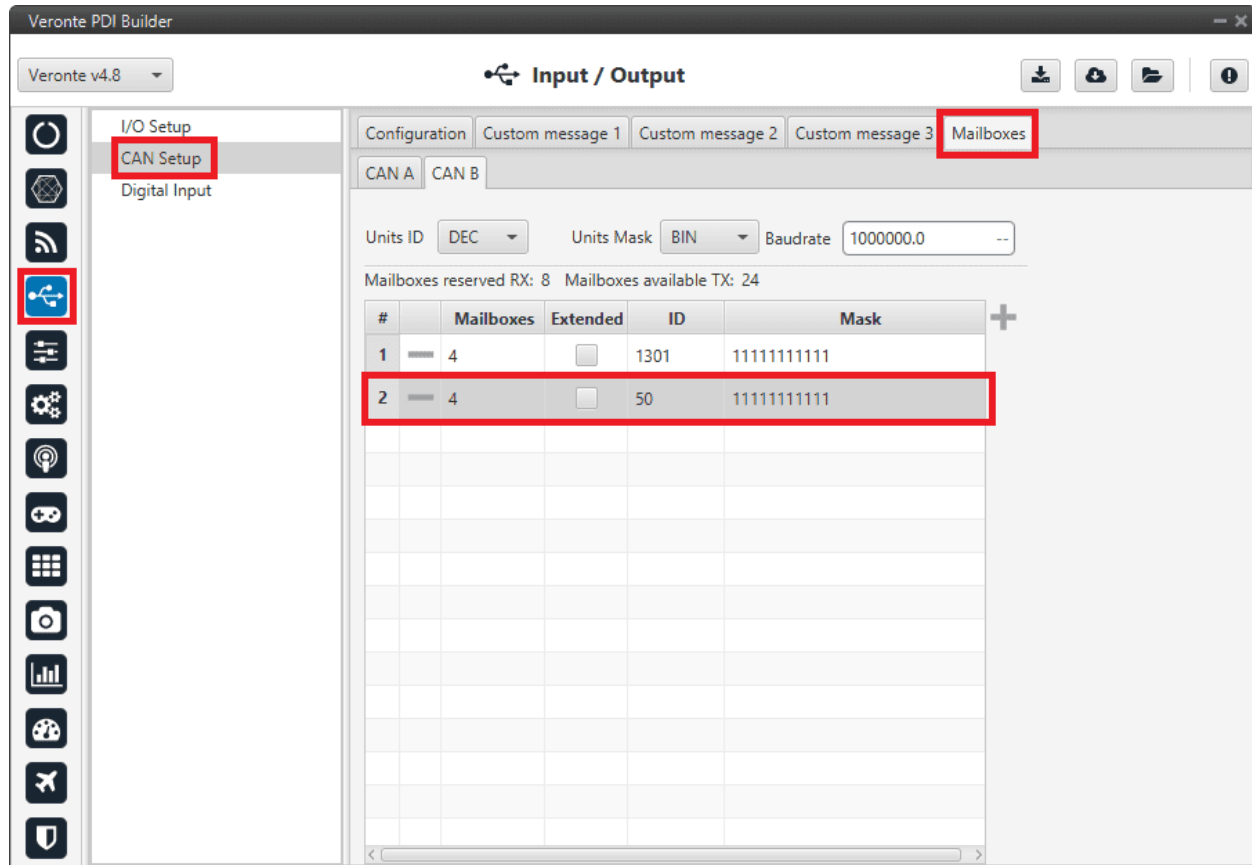 Veronte PDI Builder
Veronte v4.8
Input / Output
I/O Setup
CAN Setup
Digital Input
Configuration Custom message 1 Custom message 2 Custom message 3 Mailboxes
CAN A CAN B
Units ID DEC Units Mask BIN Baudrate 1000000.0 --
Mailboxes reserved RX: 8 Mailboxes available TX: 24
# Mailboxes Extended ID Mask
1 4 1301 11111111111
2 4 50 11111111111